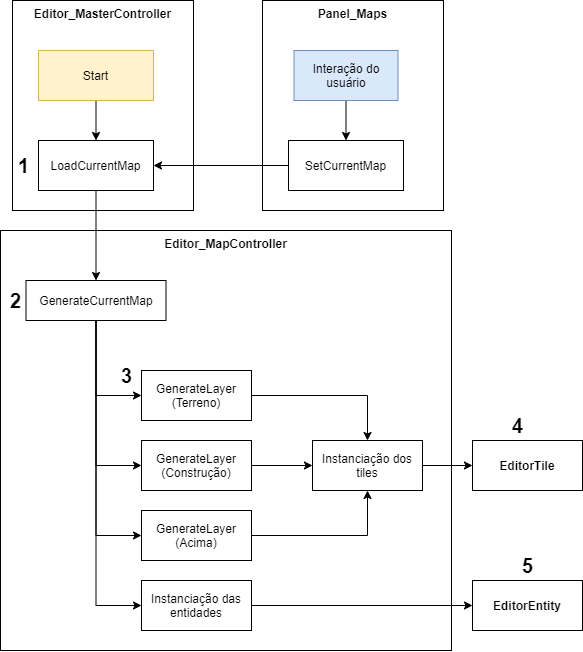 Editor_MasterController
Panel_Maps
Start
Interação do
usuário
1
LoadCurrentMap
SetCurrentMap
Editor_MapController
2
GenerateCurrentMap
3
GenerateLayer
(Terreno)
4
GenerateLayer
(Construção)
Instanciação dos
tiles
EditorTile
GenerateLayer
(Acima)
5
Instanciação das
entidades
EditorEntity